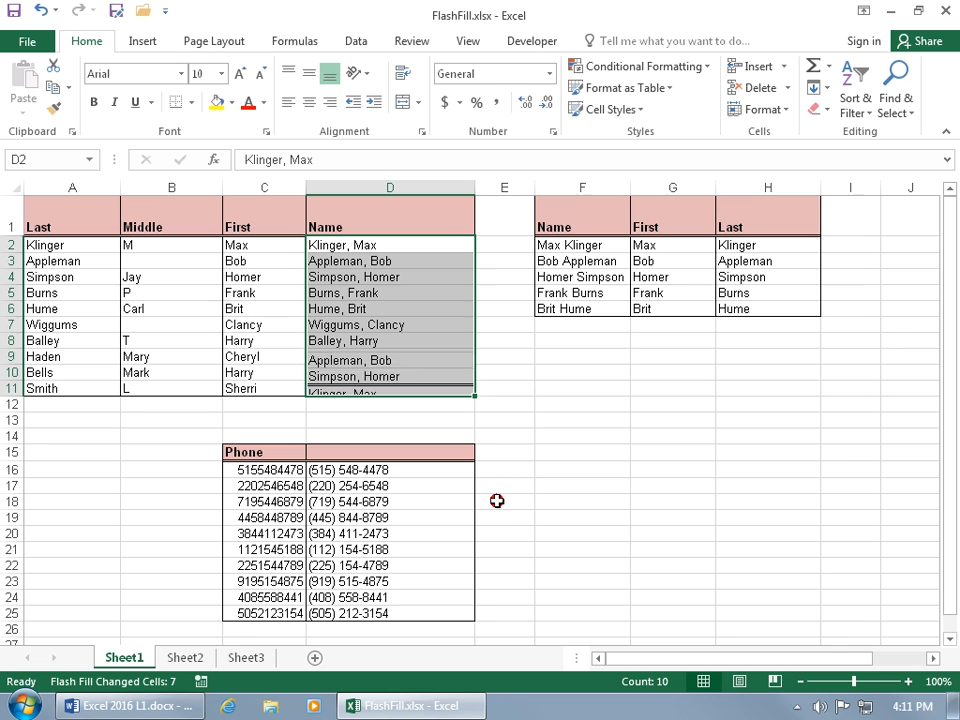 FlashFill.xlsx - Excel
File Home Insert Page Layout Formulas Data Review View Developer Tell me what you want to do... Sign in Share
Paste Arial 10 A A General Conditional Formatting Insert Σ
B I U A $ % , .0 .00 .00 .0 Format as Table Delete Sort & Find &
Cell Styles Format Filter Select
Clipboard Font Alignment Number Styles Cells Editing
D2 fx Klinger, Max
A B C D E F G H I J
1 Last Middle First Name Name First Last
2 Klinger M Max Klinger, Max Max Klinger Max Klinger
3 Appleman Bob Appleman, Bob Bob Appleman Bob Appleman
4 Simpson Jay Homer Simpson, Homer Homer Simpson Homer Simpson
5 Burns P Frank Burns, Frank Frank Burns Frank Burns
6 Hume Carl Brit Hume, Brit Brit Hume Brit Hume
7 Wiggums Clancy Wiggums, Clancy
8 Balley T Harry Balley, Harry
9 Haden Mary Cheryl Appleman, Bob
10 Bells Mark Harry Simpson, Homer
11 Smith L Sherri Klinger, Max
12
13
14
15 Phone
16 5155484478 (515) 548-4478
17 2202546548 (220) 254-6548
18 7195446879 (719) 544-6879
19 4458448789 (445) 844-8789
20 3844112473 (384) 411-2473
21 1121545188 (112) 154-5188
22 2251544789 (225) 154-4789
23 9195154875 (919) 515-4875
24 4085588441 (408) 558-8441
25 5052123154 (505) 212-3154
26
27
Sheet1 Sheet2 Sheet3
Ready Flash Fill Changed Cells: 7 Count: 10 100%
Excel 2016 L1.docx - ... FlashFill.xlsx - Excel 4:11 PM